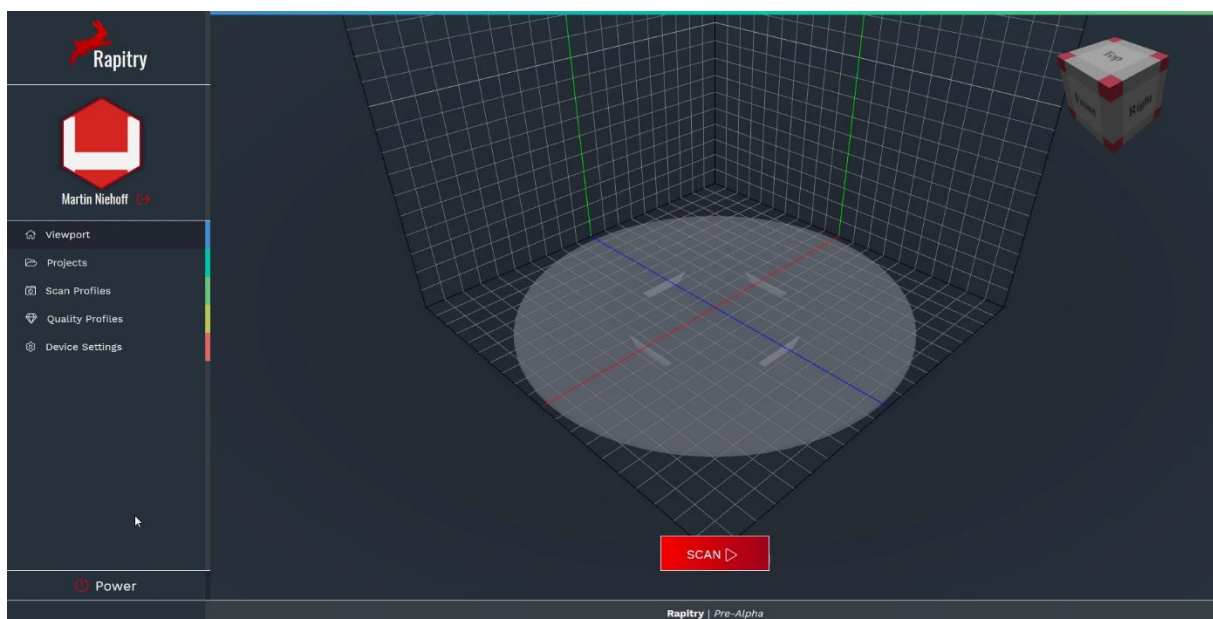 Rapitry
Martin Niehoff
Viewport
Projects
Scan Profiles
Quality Profiles
Device Settings
Power
Top
Front
Right
SCAN
Rapitry | Pre-Alpha